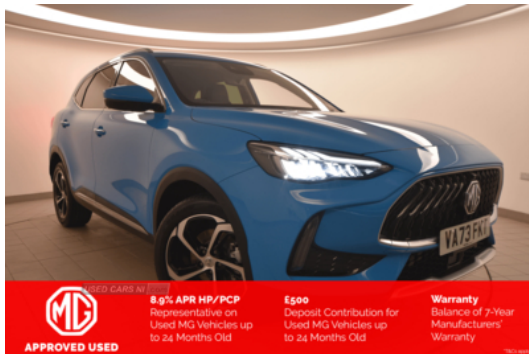 MG
VA73 FKT
USED CARS NI
MG
APPROVED USED
8.9% APR HP/PCP
Representative on
Used MG Vehicles up
to 24 Months Old
£500
Deposit Contribution for
Used MG Vehicles up
to 24 Months Old
Warranty
Balance of 7-Year
Manufacturers'
Warranty